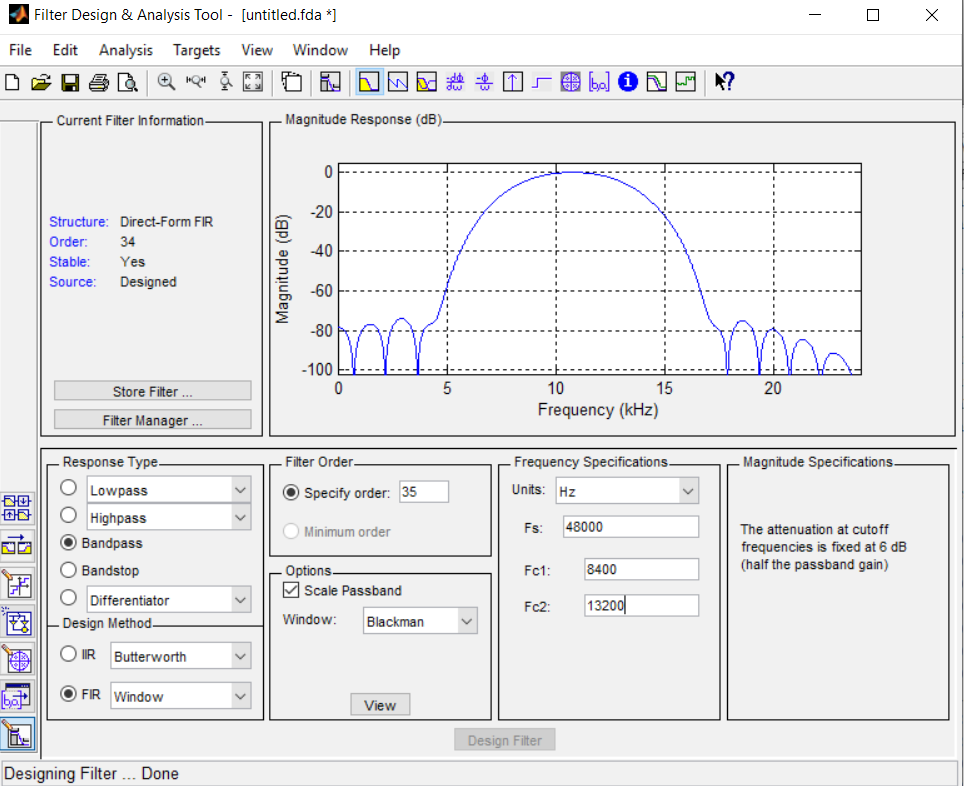 Filter Design & Analysis Tool - [untitled.fda *]
File Edit Analysis Targets View Window Help
Current Filter Information
Structure: Direct-Form FIR
Order: 34
Stable: Yes
Source: Designed
Store Filter ...
Filter Manager ...
Magnitude Response (dB)
0
-20
-40
-60
-80
-100
Magnitude (dB)
0 5 10 15 20
Frequency (kHz)
Response Type
Lowpass
Highpass
Bandpass
Bandstop
Differentiator
Design Method
IIR Butterworth
FIR Window
Filter Order
Specify order: 35
Minimum order
Options
Scale Passband
Window: Blackman
View
Frequency Specifications
Units: Hz
Fs: 48000
Fc1: 8400
Fc2: 13200
Magnitude Specifications
The attenuation at cutoff
frequencies is fixed at 6 dB
(half the passband gain)
Design Filter
Designing Filter ... Done